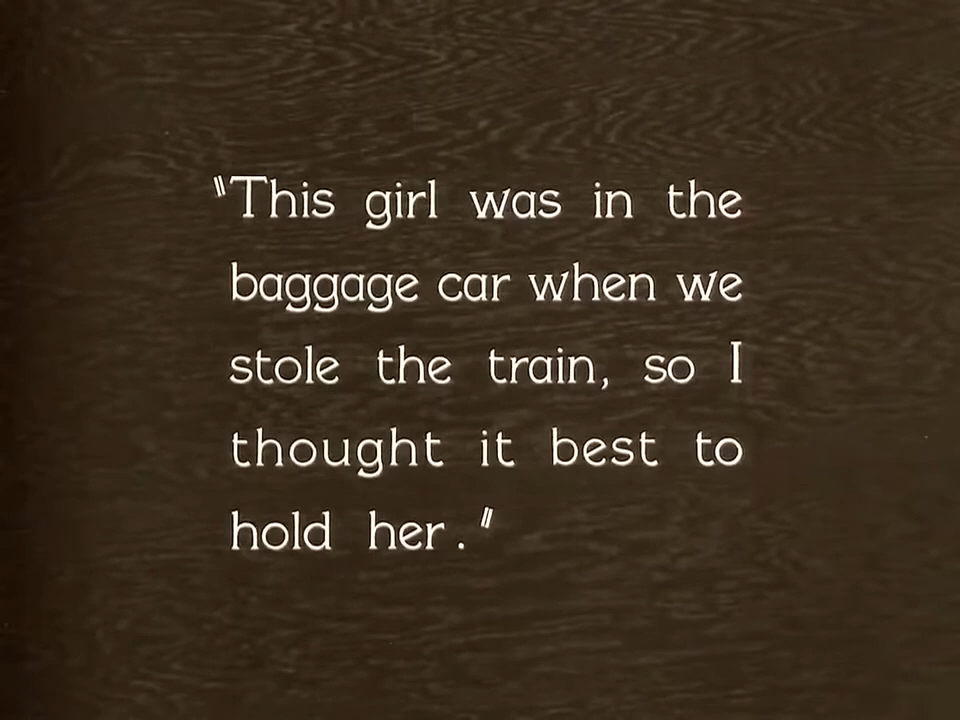 "This girl was in the
baggage car when we
stole the train, so I
thought it best to
hold her."